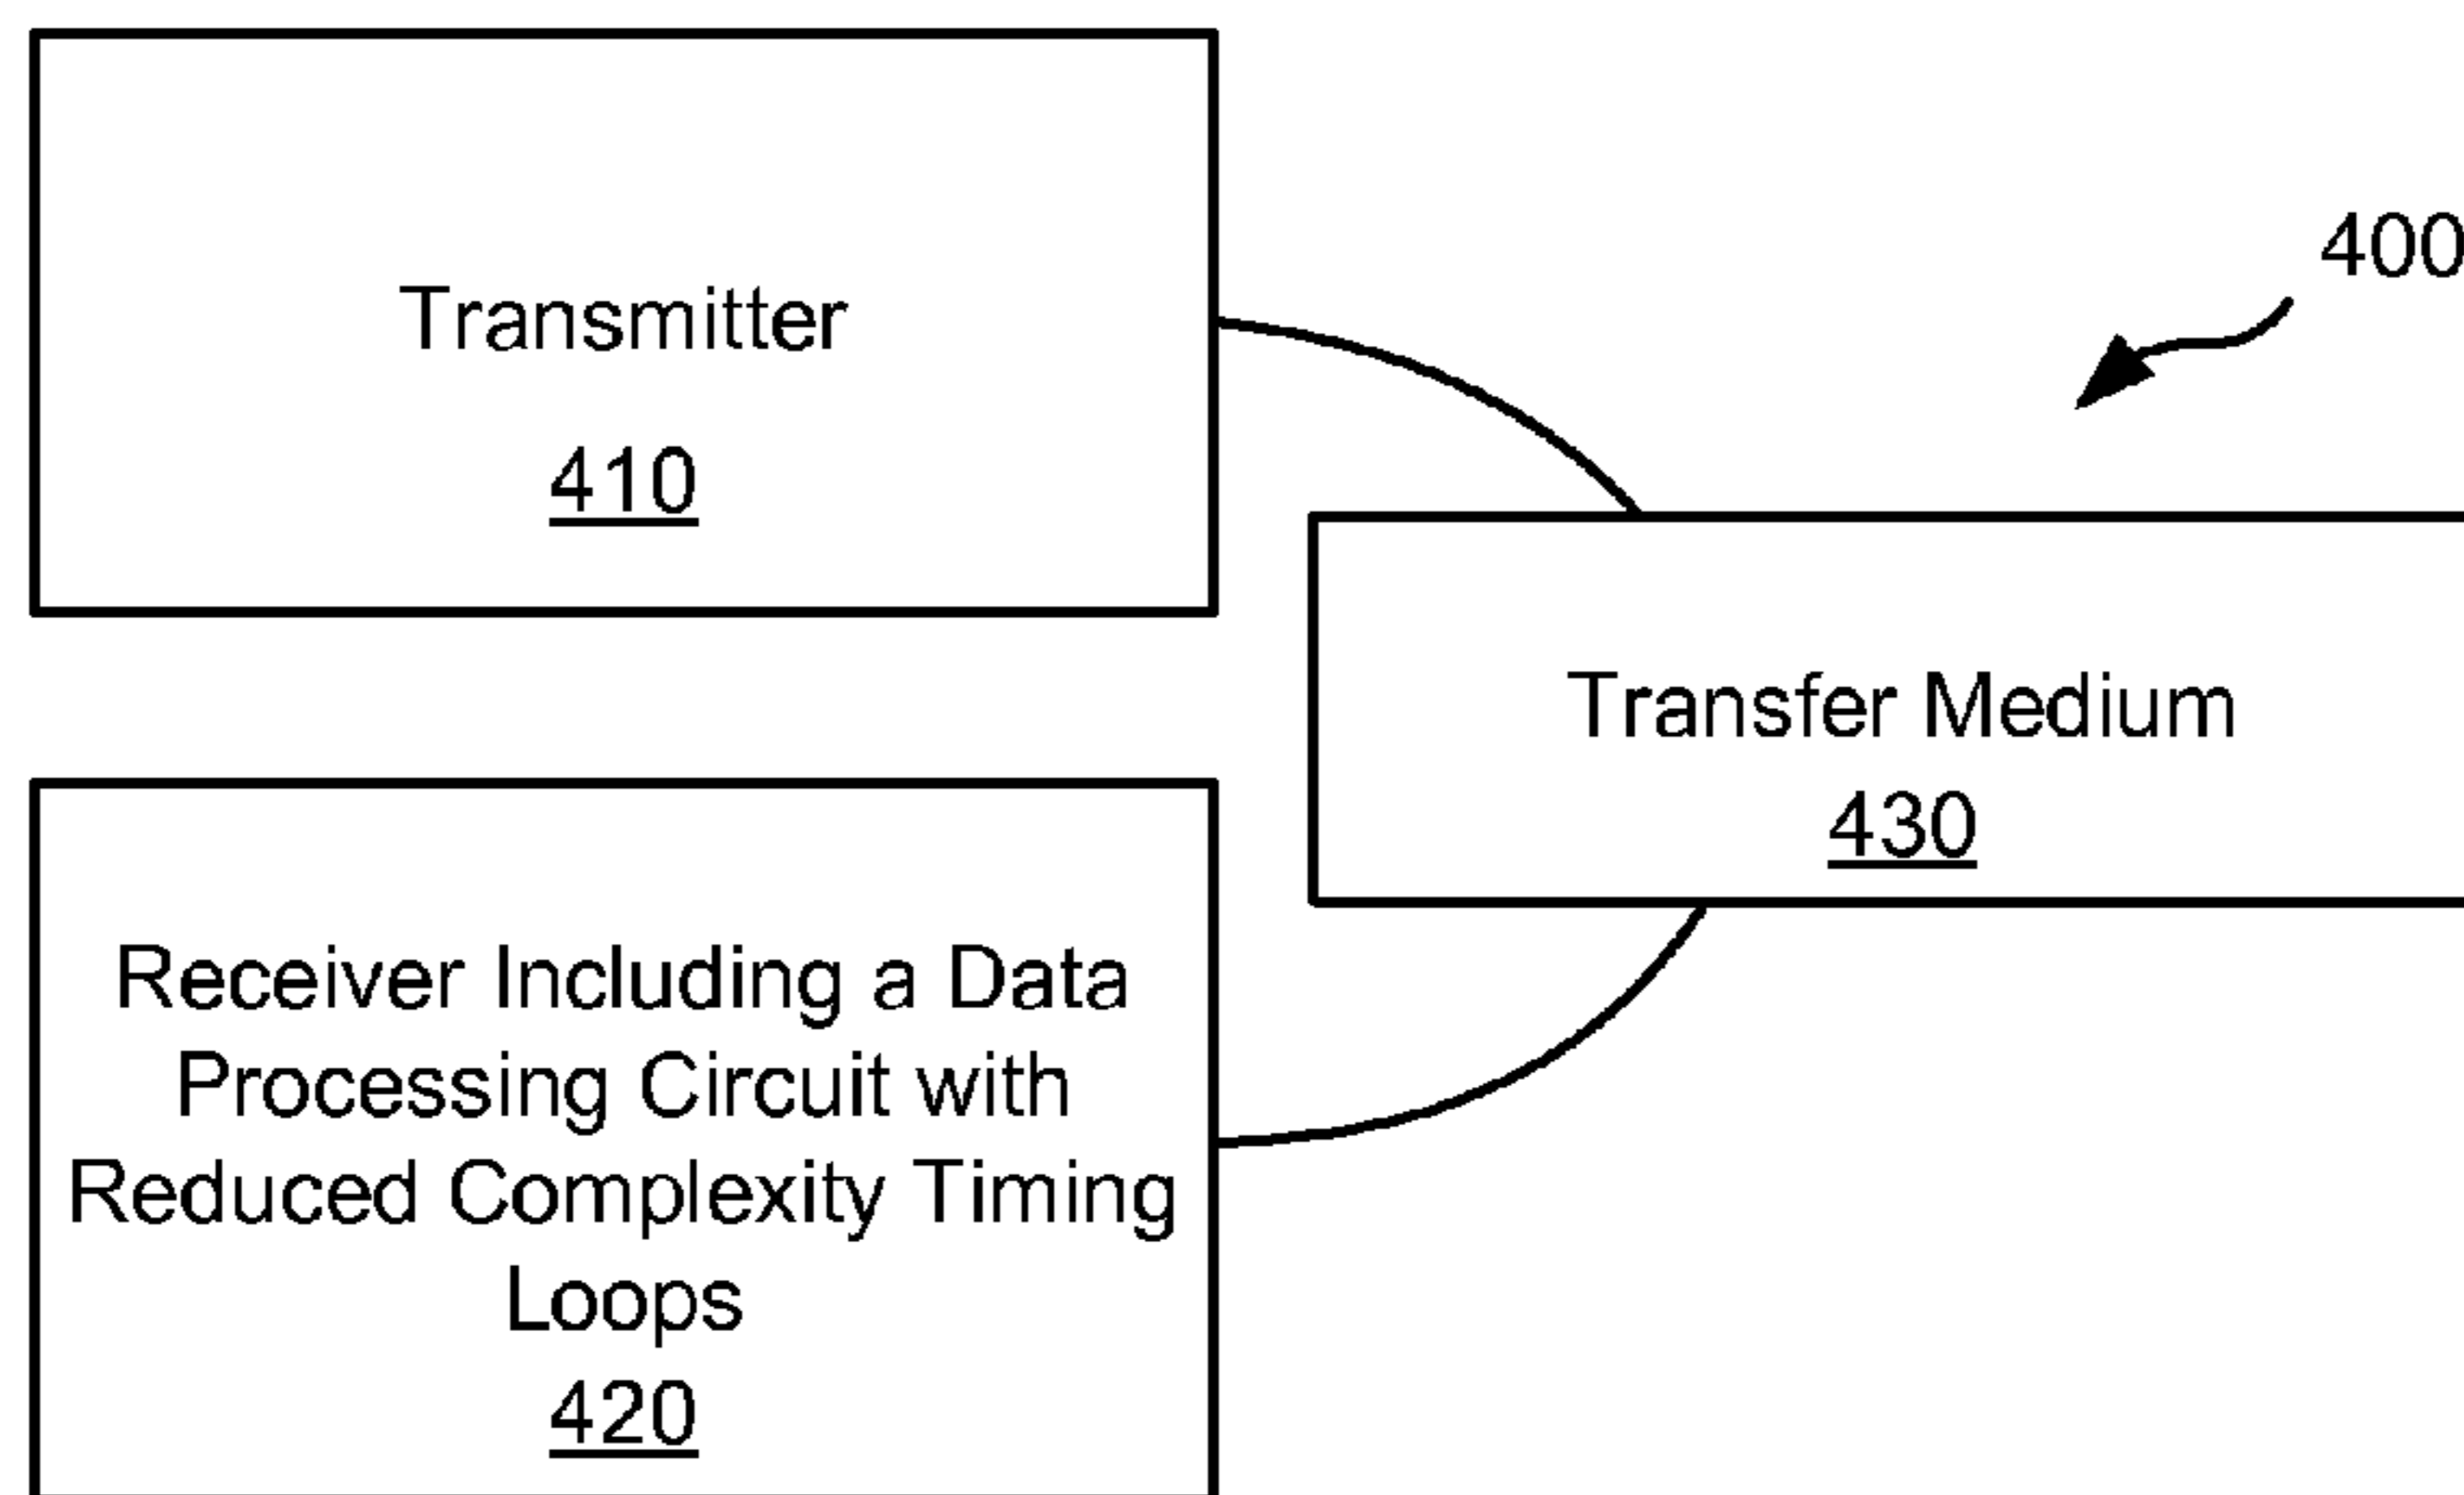 Transmitter
410
400
Transfer Medium
430
Receiver Including a Data
Processing Circuit with
Reduced Complexity Timing
Loops
420